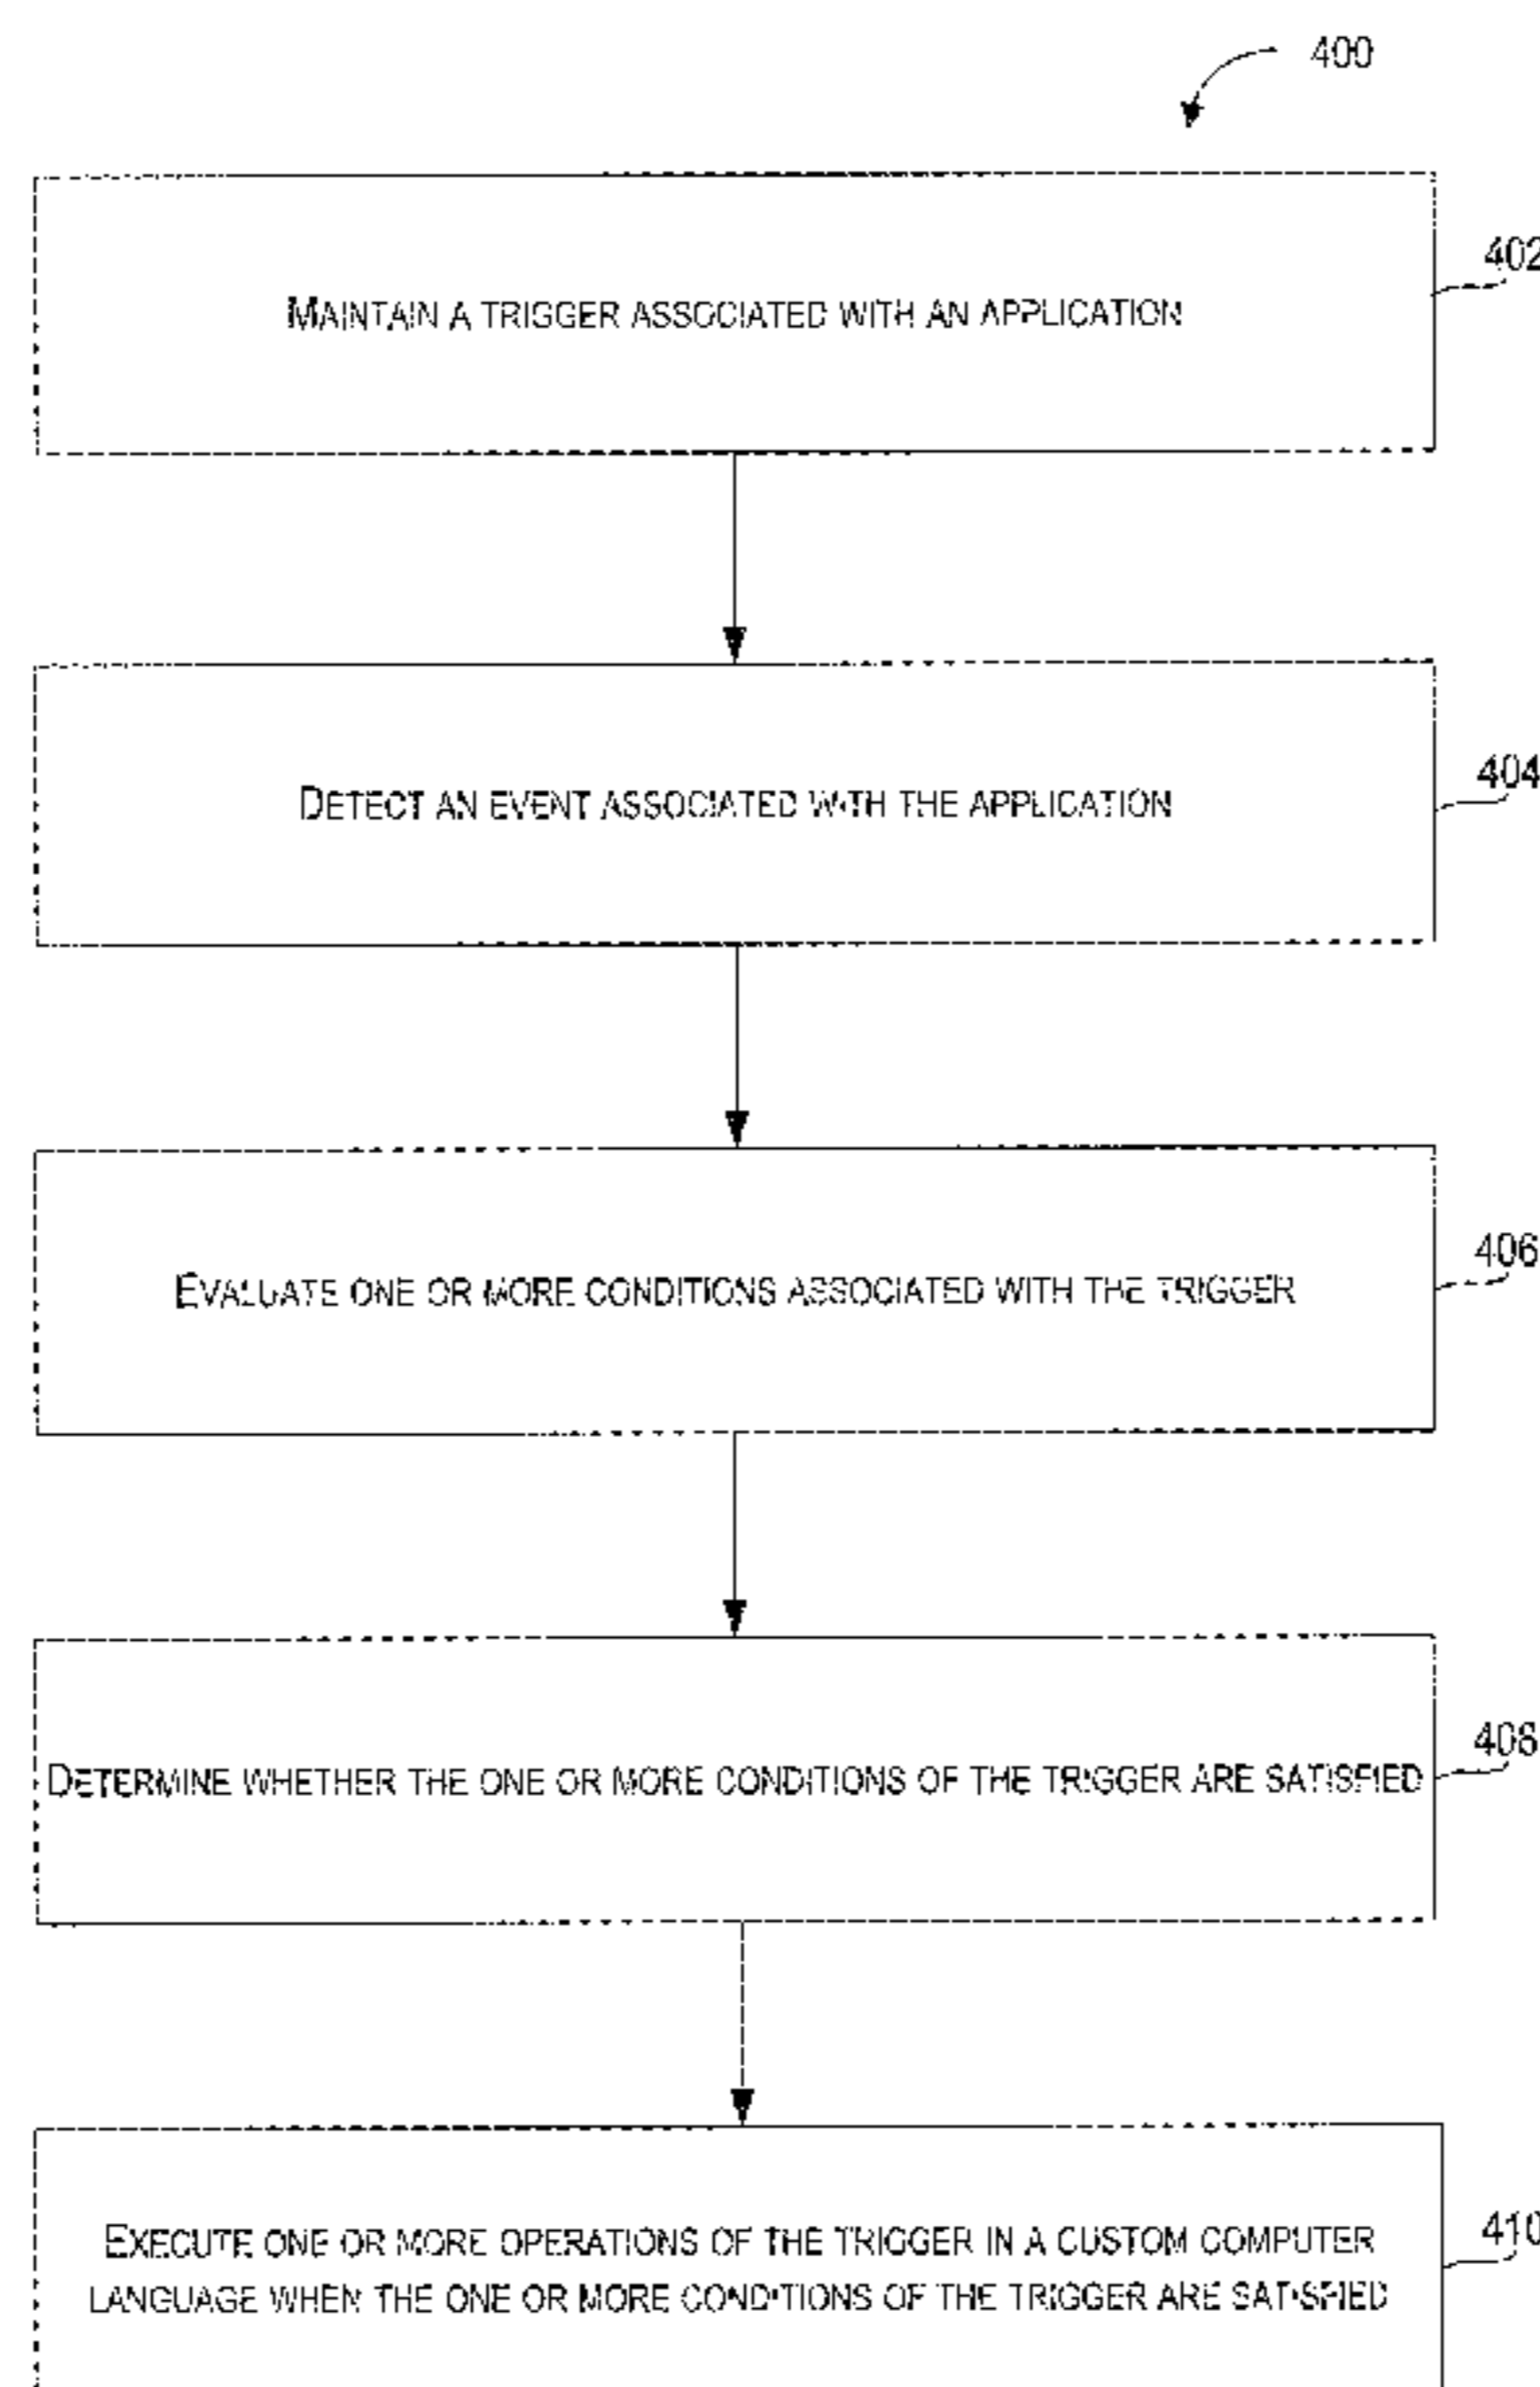 400
MAINTAIN A TRIGGER ASSOCIATED WITH AN APPLICATION
402
DETECT AN EVENT ASSOCIATED WITH THE APPLICATION
404
EVALUATE ONE OR MORE CONDITIONS ASSOCIATED WITH THE TRIGGER
406
DETERMINE WHETHER THE ONE OR MORE CONDITIONS OF THE TRIGGER ARE SATISFIED
408
EXECUTE ONE OR MORE OPERATIONS OF THE TRIGGER IN A CUSTOM COMPUTER
LANGUAGE WHEN THE ONE OR MORE CONDITIONS OF THE TRIGGER ARE SATISFIED
410